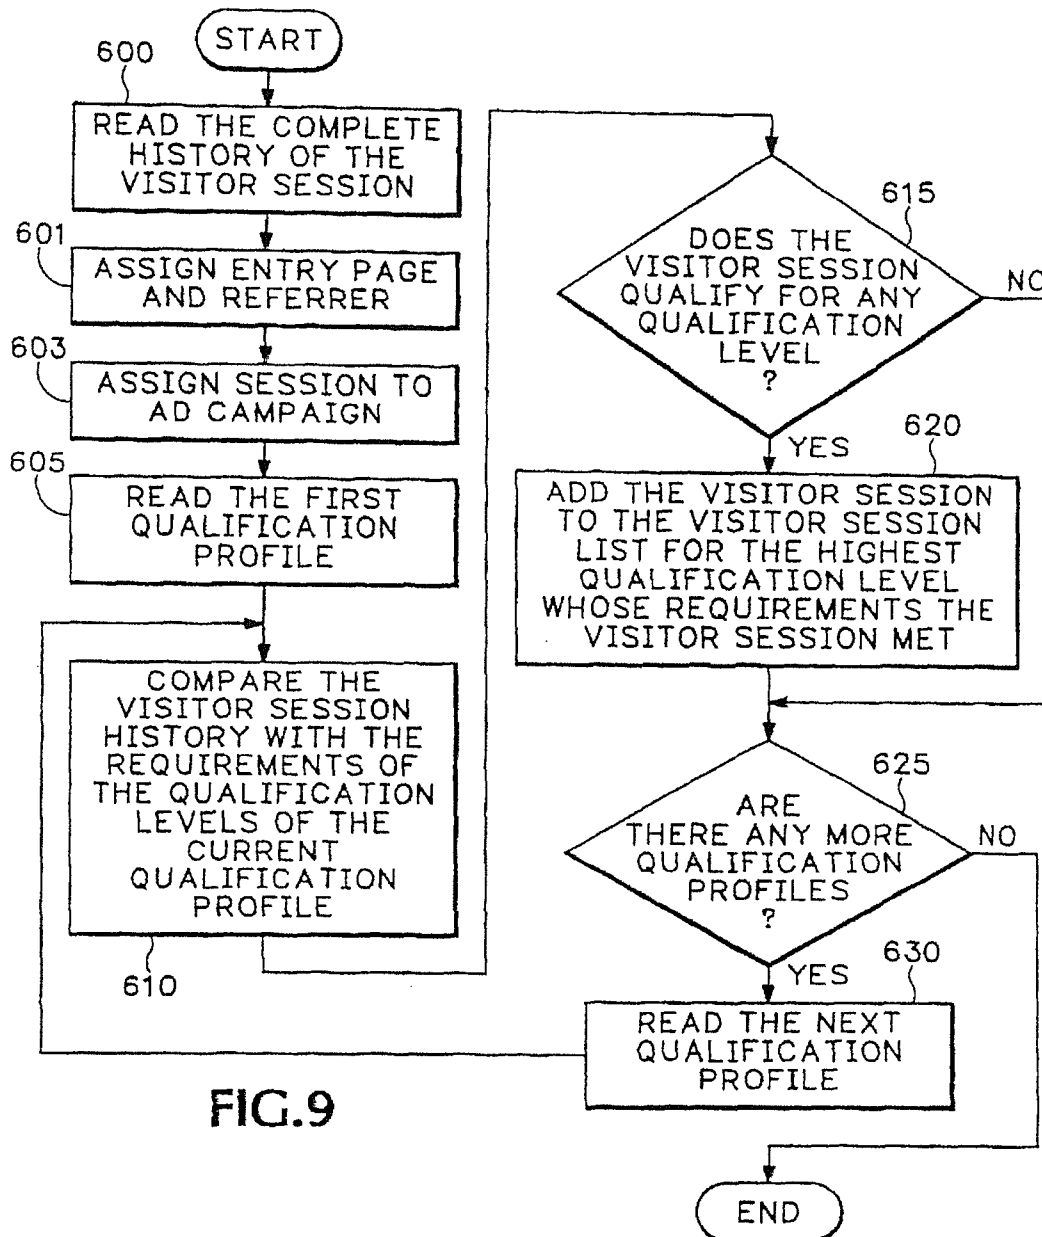 START
600
READ THE COMPLETE
HISTORY OF THE
VISITOR SESSION
601
ASSIGN ENTRY PAGE
AND REFERRER
603
ASSIGN SESSION TO
AD CAMPAIGN
605
READ THE FIRST
QUALIFICATION
PROFILE
COMPARE THE
VISITOR SESSION
HISTORY WITH THE
REQUIREMENTS OF
THE QUALIFICATION
LEVELS OF THE
CURRENT
QUALIFICATION
PROFILE
610
615
DOES THE
VISITOR SESSION
QUALIFY FOR ANY
QUALIFICATION
LEVEL
?
NO
YES
620
ADD THE VISITOR SESSION
TO THE VISITOR SESSION
LIST FOR THE HIGHEST
QUALIFICATION LEVEL
WHOSE REQUIREMENTS THE
VISITOR SESSION MET
625
ARE
THERE ANY MORE
QUALIFICATION
PROFILES
?
NO
YES
630
READ THE NEXT
QUALIFICATION
PROFILE
END
FIG.9